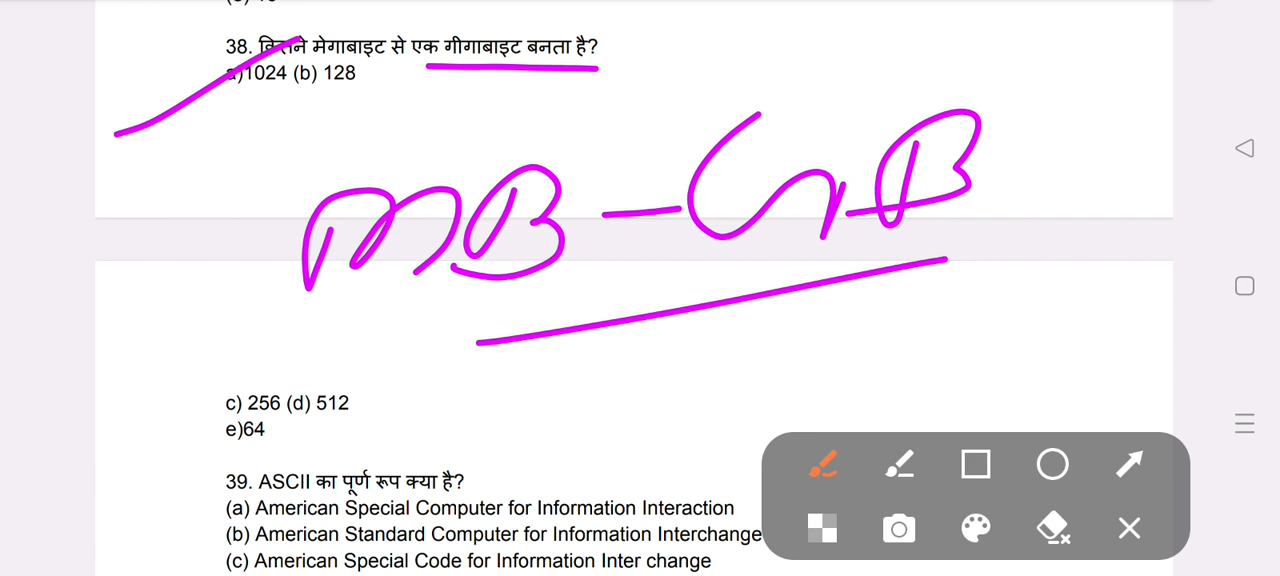 38. कितने मेगाबाइट से एक गीगाबाइट बनता है?
a)1024 (b) 128
MB - GB
c) 256 (d) 512
e)64
39. ASCII का पूर्ण रूप क्या है?
(a) American Special Computer for Information Interaction
(b) American Standard Computer for Information Interchange
(c) American Special Code for Information Inter change